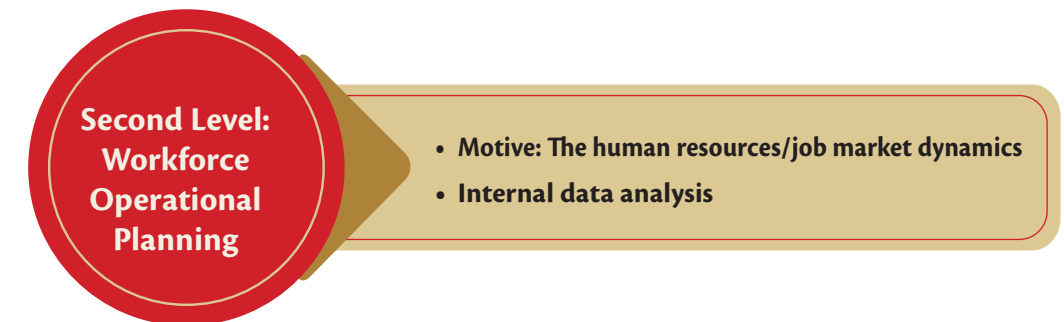 Second Level:
Workforce
Operational
Planning
• Motive: The human resources/job market dynamics
• Internal data analysis